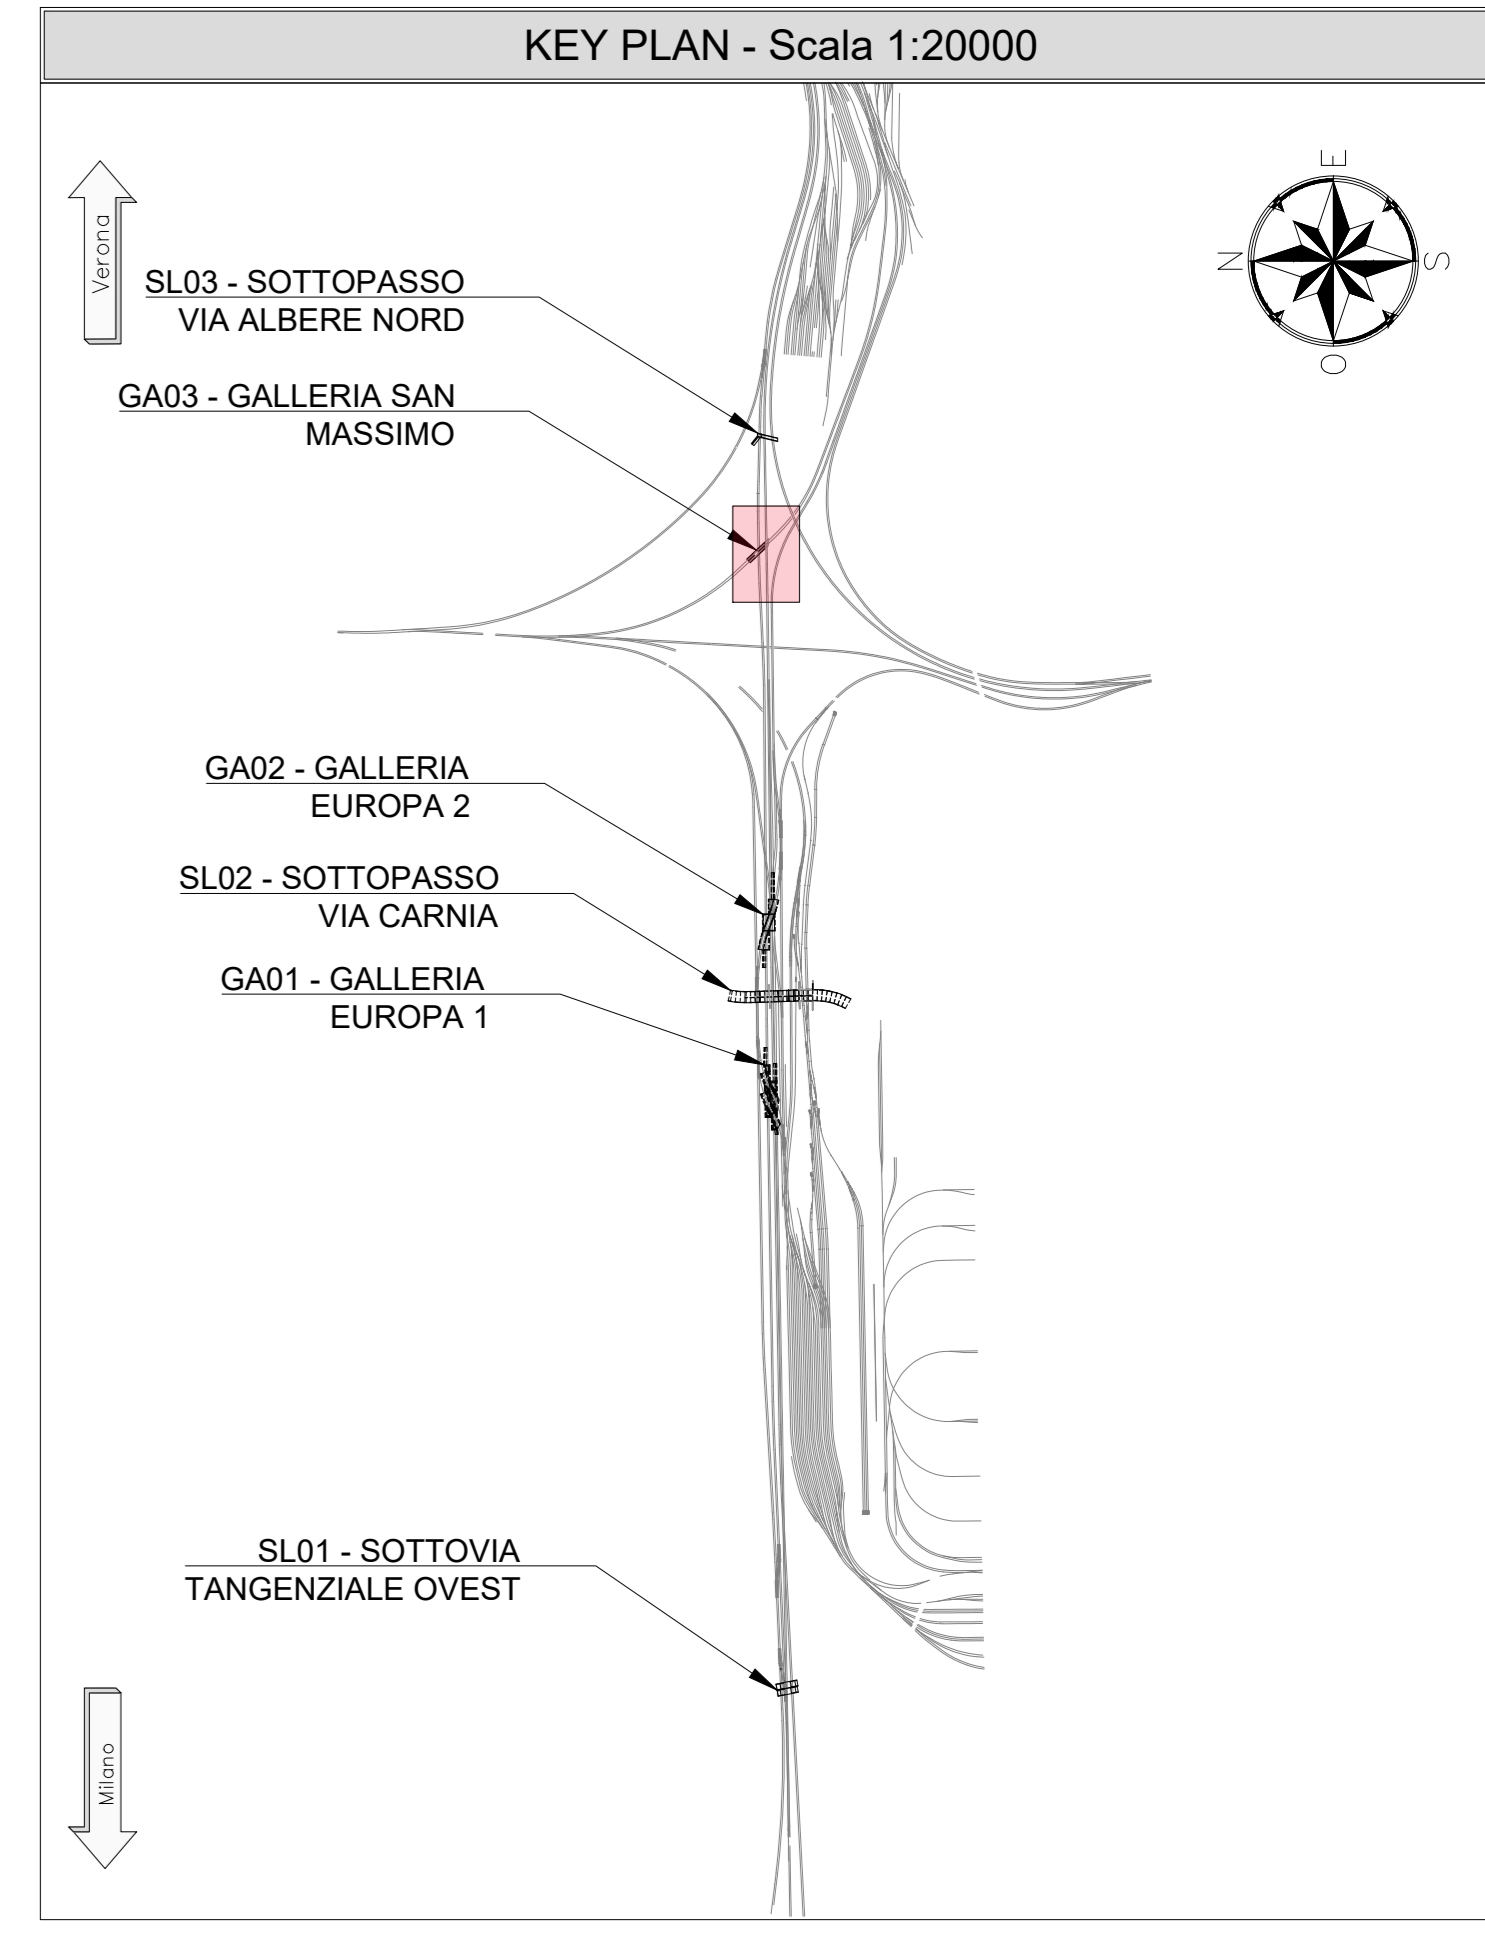 KEY PLAN - Scala 1:20000
Verona
E
N
S
O
SL03 - SOTTOPASSO
VIA ALBERE NORD
GA03 - GALLERIA SAN
MASSIMO
GA02 - GALLERIA
EUROPA 2
SL02 - SOTTOPASSO
VIA CARNIA
GA01 - GALLERIA
EUROPA 1
SL01 - SOTTOVIA
TANGENZIALE OVEST
Milano